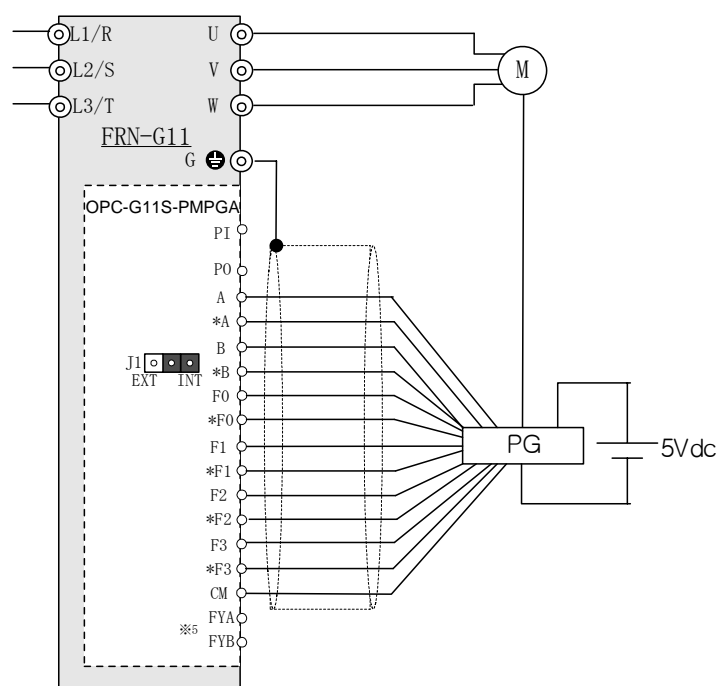 L1/R
U
L2/S
V
M
L3/T
W
FRN-G11
G
OPC-G11S-PMPGA
PI
PO
A
*A
B
J1
*B
EXT INT
F0
*F0
F1
PG
5Vdc
*F1
F2
*F2
F3
*F3
CM
FYA
※5
FYB